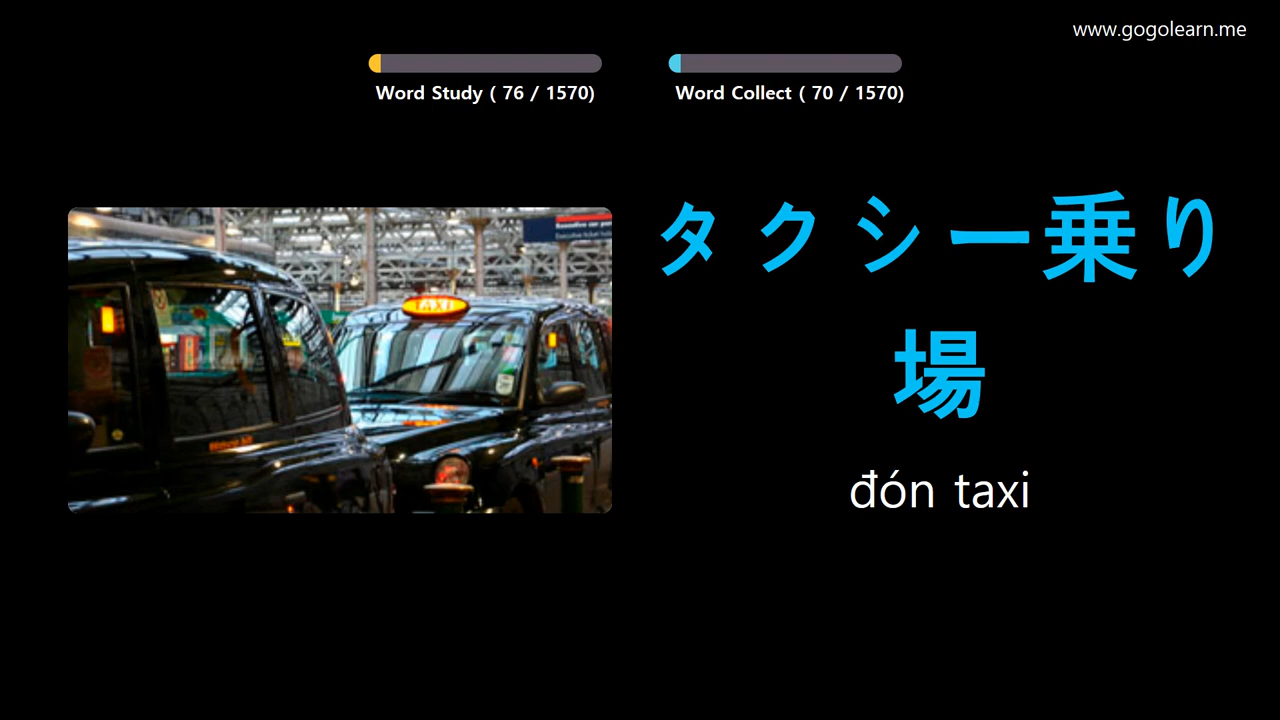 www.gogolearn.me
Word Study ( 76 / 1570)
Word Collect ( 70 / 1570)
タクシー乗り
場
đón taxi
TAXI